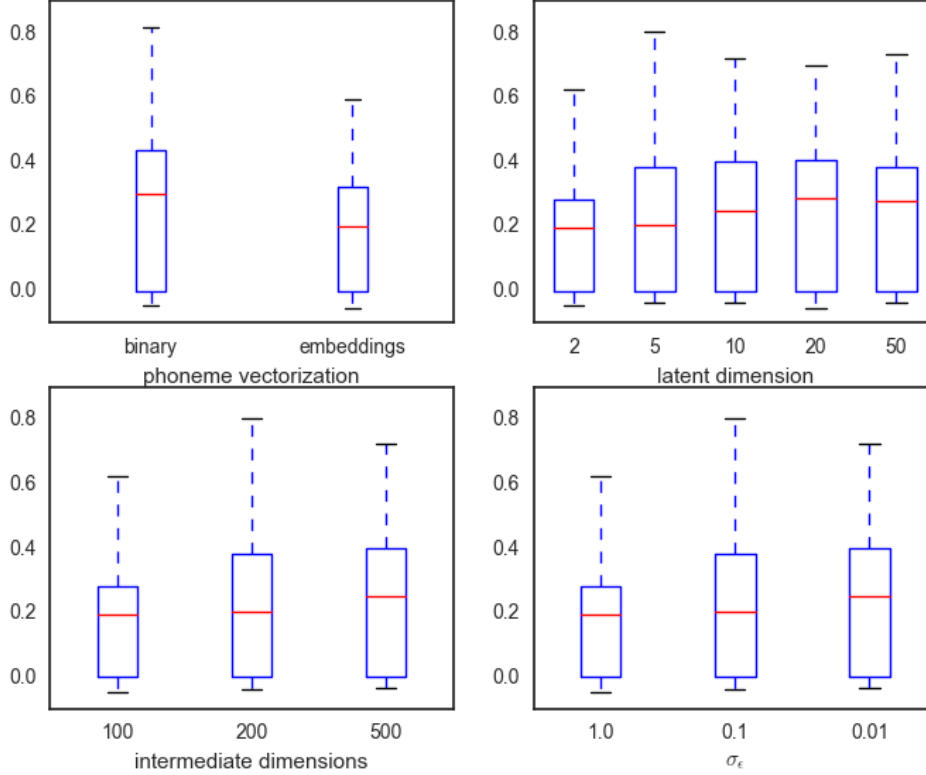 0.8
0.6
0.4
0.2
0.0
binary embeddings
phoneme vectorization
0.8
0.6
0.4
0.2
0.0
2 5 10 20 50
latent dimension
0.8
0.6
0.4
0.2
0.0
100 200 500
intermediate dimensions
0.8
0.6
0.4
0.2
0.0
1.0 0.1 0.01
σ_ϵ